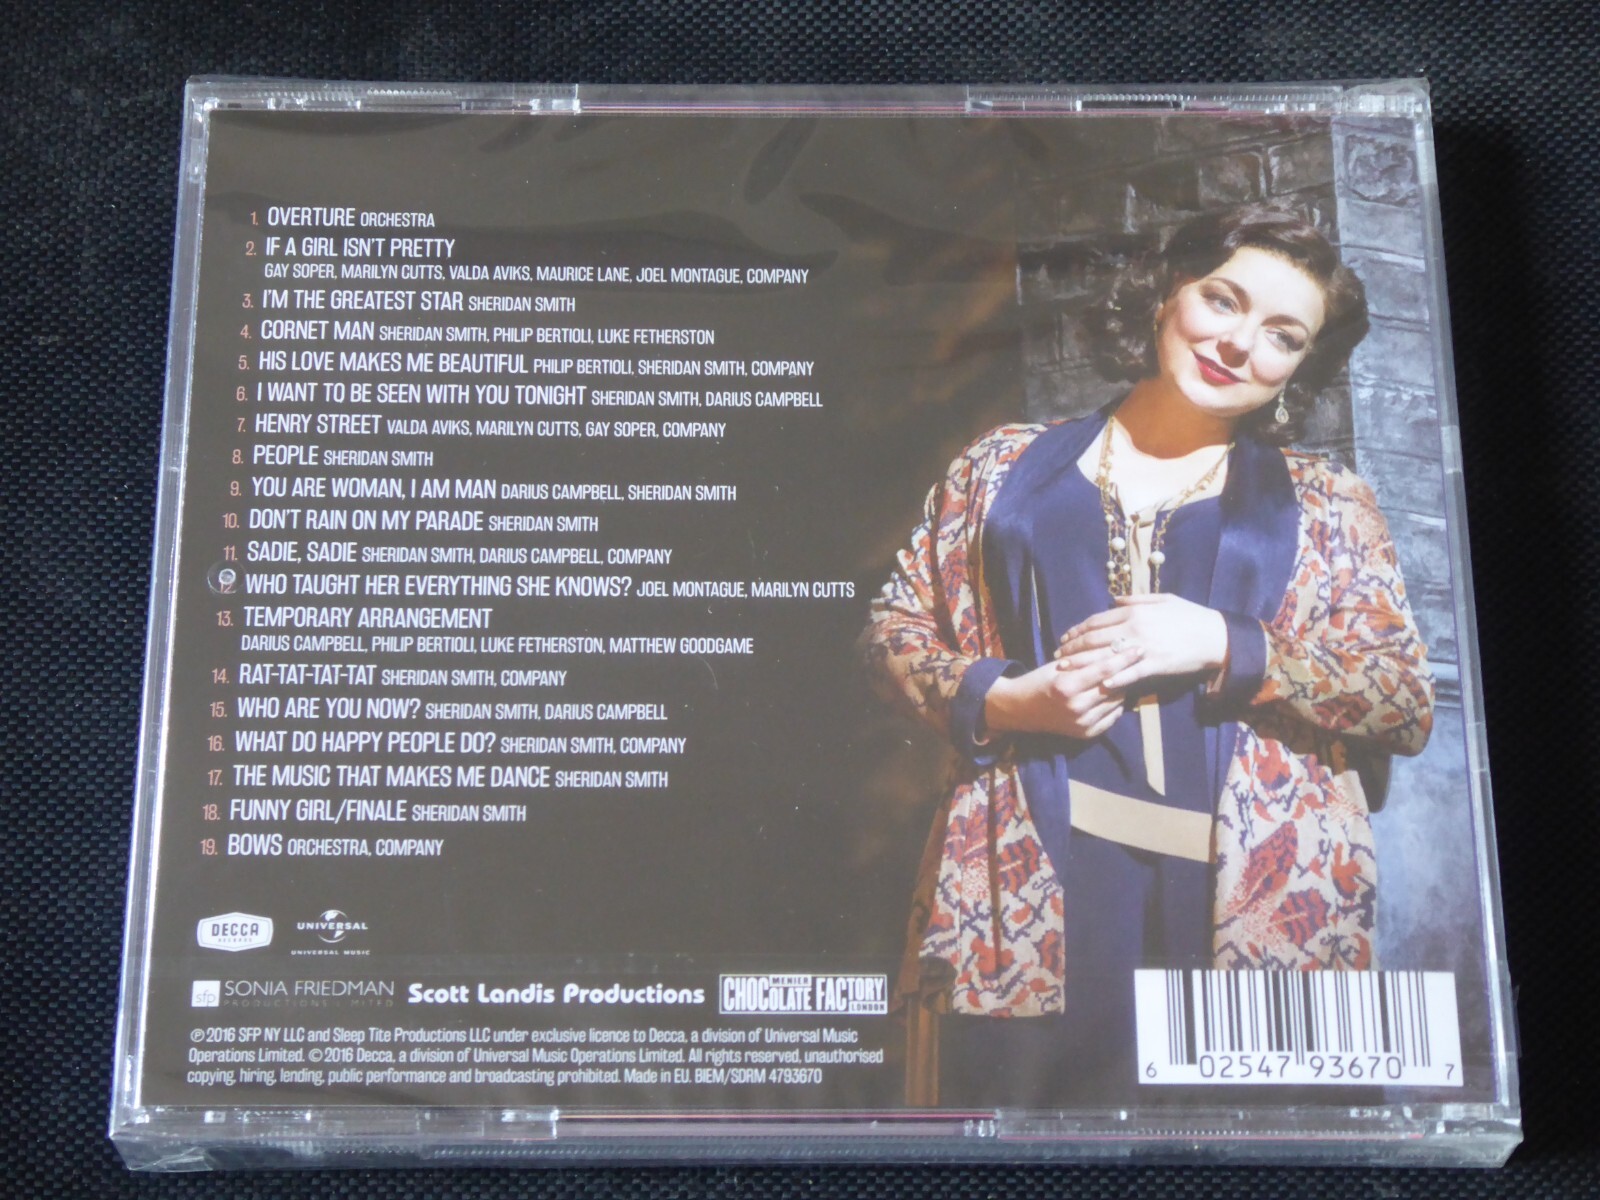 1. OVERTURE ORCHESTRA
2. IF A GIRL ISN'T PRETTY
GAY SOPER, MARILYN CUTTS, VALDA AVIKS, MAURICE LANE, JOEL MONTAGUE, COMPANY
3. I'M THE GREATEST STAR SHERIDAN SMITH
4. CORNET MAN SHERIDAN SMITH, PHILIP BERTIOLI, LUKE FETHERSTON
5. HIS LOVE MAKES ME BEAUTIFUL PHILIP BERTIOLI, SHERIDAN SMITH, COMPANY
6. I WANT TO BE SEEN WITH YOU TONIGHT SHERIDAN SMITH, DARIUS CAMPBELL
7. HENRY STREET VALDA AVIKS, MARILYN CUTTS, GAY SOPER, COMPANY
8. PEOPLE SHERIDAN SMITH
9. YOU ARE WOMAN, I AM MAN DARIUS CAMPBELL, SHERIDAN SMITH
10. DON'T RAIN ON MY PARADE SHERIDAN SMITH
11. SADIE, SADIE SHERIDAN SMITH, DARIUS CAMPBELL, COMPANY
12. WHO TAUGHT HER EVERYTHING SHE KNOWS? JOEL MONTAGUE, MARILYN CUTTS
13. TEMPORARY ARRANGEMENT
DARIUS CAMPBELL, PHILIP BERTIOLI, LUKE FETHERSTON, MATTHEW GOODGAME
14. RAT-TAT-TAT-TAT SHERIDAN SMITH, COMPANY
15. WHO ARE YOU NOW? SHERIDAN SMITH, DARIUS CAMPBELL
16. WHAT DO HAPPY PEOPLE DO? SHERIDAN SMITH, COMPANY
17. THE MUSIC THAT MAKES ME DANCE SHERIDAN SMITH
18. FUNNY GIRL/FINALE SHERIDAN SMITH
19. BOWS ORCHESTRA, COMPANY
DECCA
RECORDS
UNIVERSAL
UNIVERSAL MUSIC
sfp SONIA FRIEDMAN
PRODUCTIONS LIMITED
Scott Landis Productions
MENIER
CHOCOLATE FACTORY
LONDON
℗ 2016 SFP NY LLC and Sleep Tite Productions LLC under exclusive licence to Decca, a division of Universal Music
Operations Limited. © 2016 Decca, a division of Universal Music Operations Limited. All rights reserved, unauthorised
copying, hiring, lending, public performance and broadcasting prohibited. Made in EU. BIEM/SDRM 4793670
6 02547 93670 7